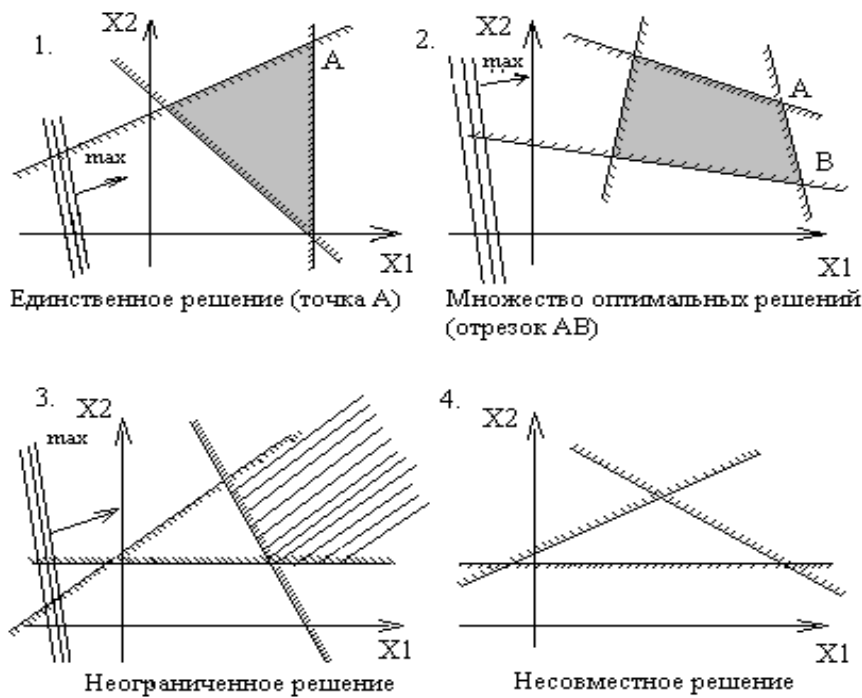 1.
X2
A
max
X1
Единственное решение (точка А)
2.
X2
max
A
B
X1
Множество оптимальных решений
(отрезок АВ)
3.
X2
max
X1
Неограниченное решение
4.
X2
X1
Несовместное решение